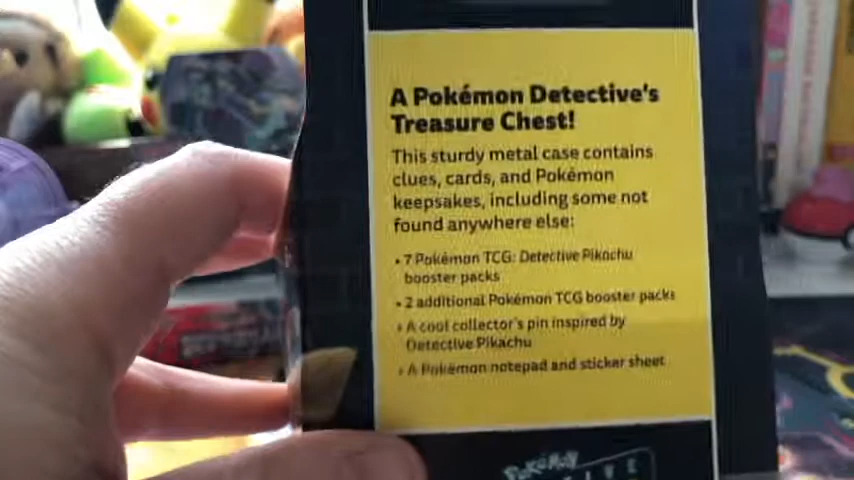 A Pokémon Detective's
Treasure Chest!
This sturdy metal case contains
clues, cards, and Pokémon
keepsakes, including some not
found anywhere else:
• 7 Pokémon TCG: Detective Pikachu
booster packs
• 2 additional Pokémon TCG booster packs
• A cool collector's pin inspired by
Detective Pikachu
• A Pokémon notepad and sticker sheet
POKÉMON